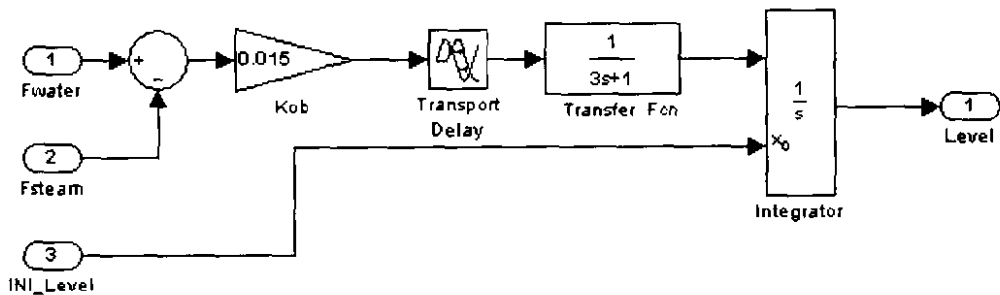 1
Fwater
2
Fsteam
3
INI_Level
+
−
0.015
Kob
Transport
Delay
1
3s+1
Transfer Fcn
1
s
x₀
Integrator
1
Level